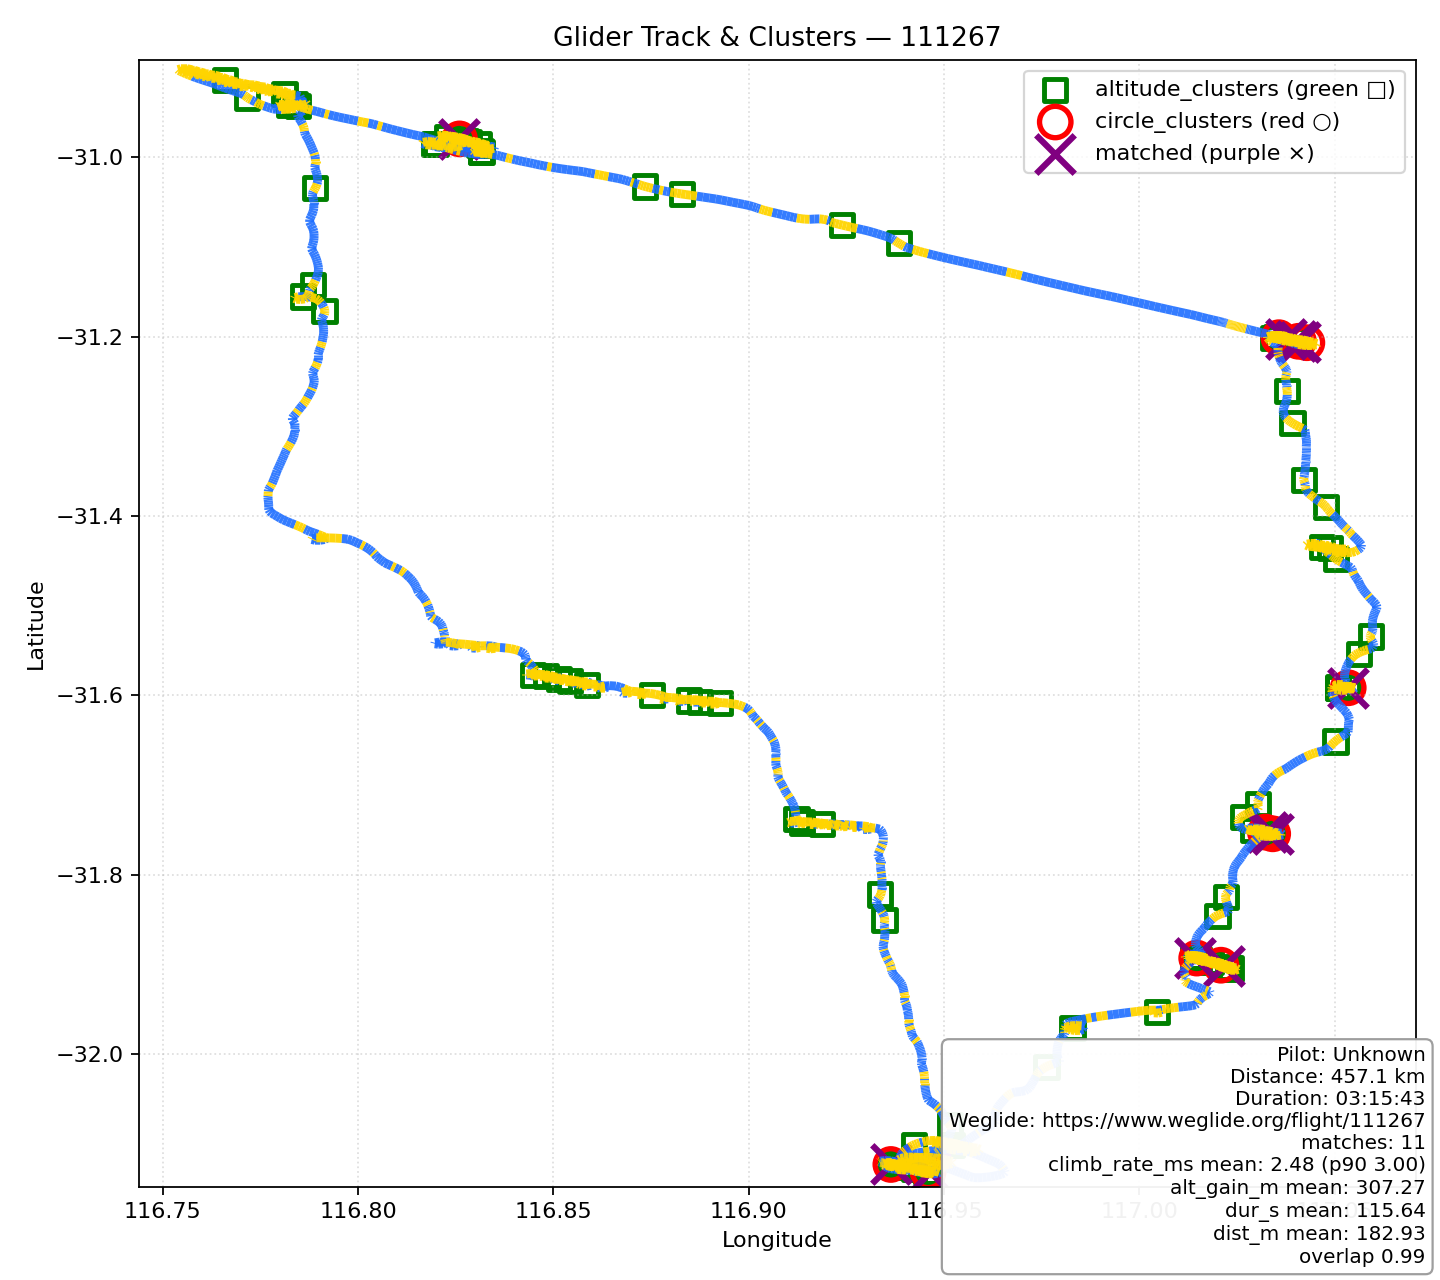 Glider Track & Clusters — 111267
altitude_clusters (green □)
circle_clusters (red ○)
matched (purple ×)
−31.0
−31.2
−31.4
−31.6
−31.8
−32.0
Latitude
116.75
116.80
116.85
116.90
116.95
117.00
Longitude
Pilot: Unknown
Distance: 457.1 km
Duration: 03:15:43
Weglide: https://www.weglide.org/flight/111267
matches: 11
climb_rate_ms mean: 2.48 (p90 3.00)
alt_gain_m mean: 307.27
dur_s mean: 115.64
dist_m mean: 182.93
overlap 0.99